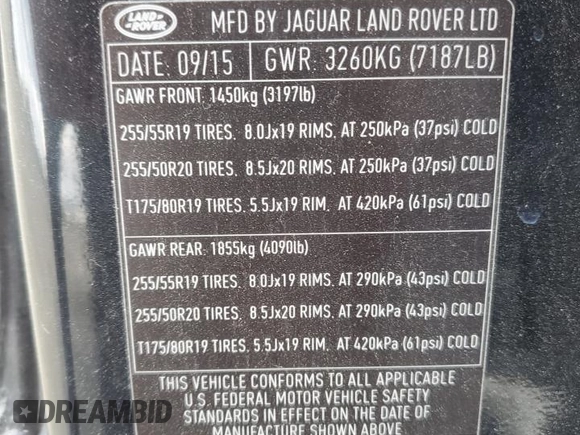 LAND ROVER
MFD BY JAGUAR LAND ROVER LTD
DATE: 09/15 GWR: 3260KG (7187LB)
GAWR FRONT: 1450kg (3197lb)
255/55R19 TIRES. 8.0Jx19 RIMS. AT 250kPa (37psi) COLD
255/50R20 TIRES. 8.5Jx20 RIMS. AT 250kPa (37psi) COLD
T175/80R19 TIRES. 5.5Jx19 RIM. AT 420kPa (61psi) COLD
GAWR REAR: 1855kg (4090lb)
255/55R19 TIRES. 8.0Jx19 RIMS. AT 290kPa (43psi) COLD
255/50R20 TIRES. 8.5Jx20 RIMS. AT 290kPa (43psi) COLD
T175/80R19 TIRES. 5.5Jx19 RIM. AT 420kPa (61psi) COLD
THIS VEHICLE CONFORMS TO ALL APPLICABLE
U.S. FEDERAL MOTOR VEHICLE SAFETY
STANDARDS IN EFFECT ON THE DATE OF
MANUFACTURE SHOWN ABOVE
DREAMBID